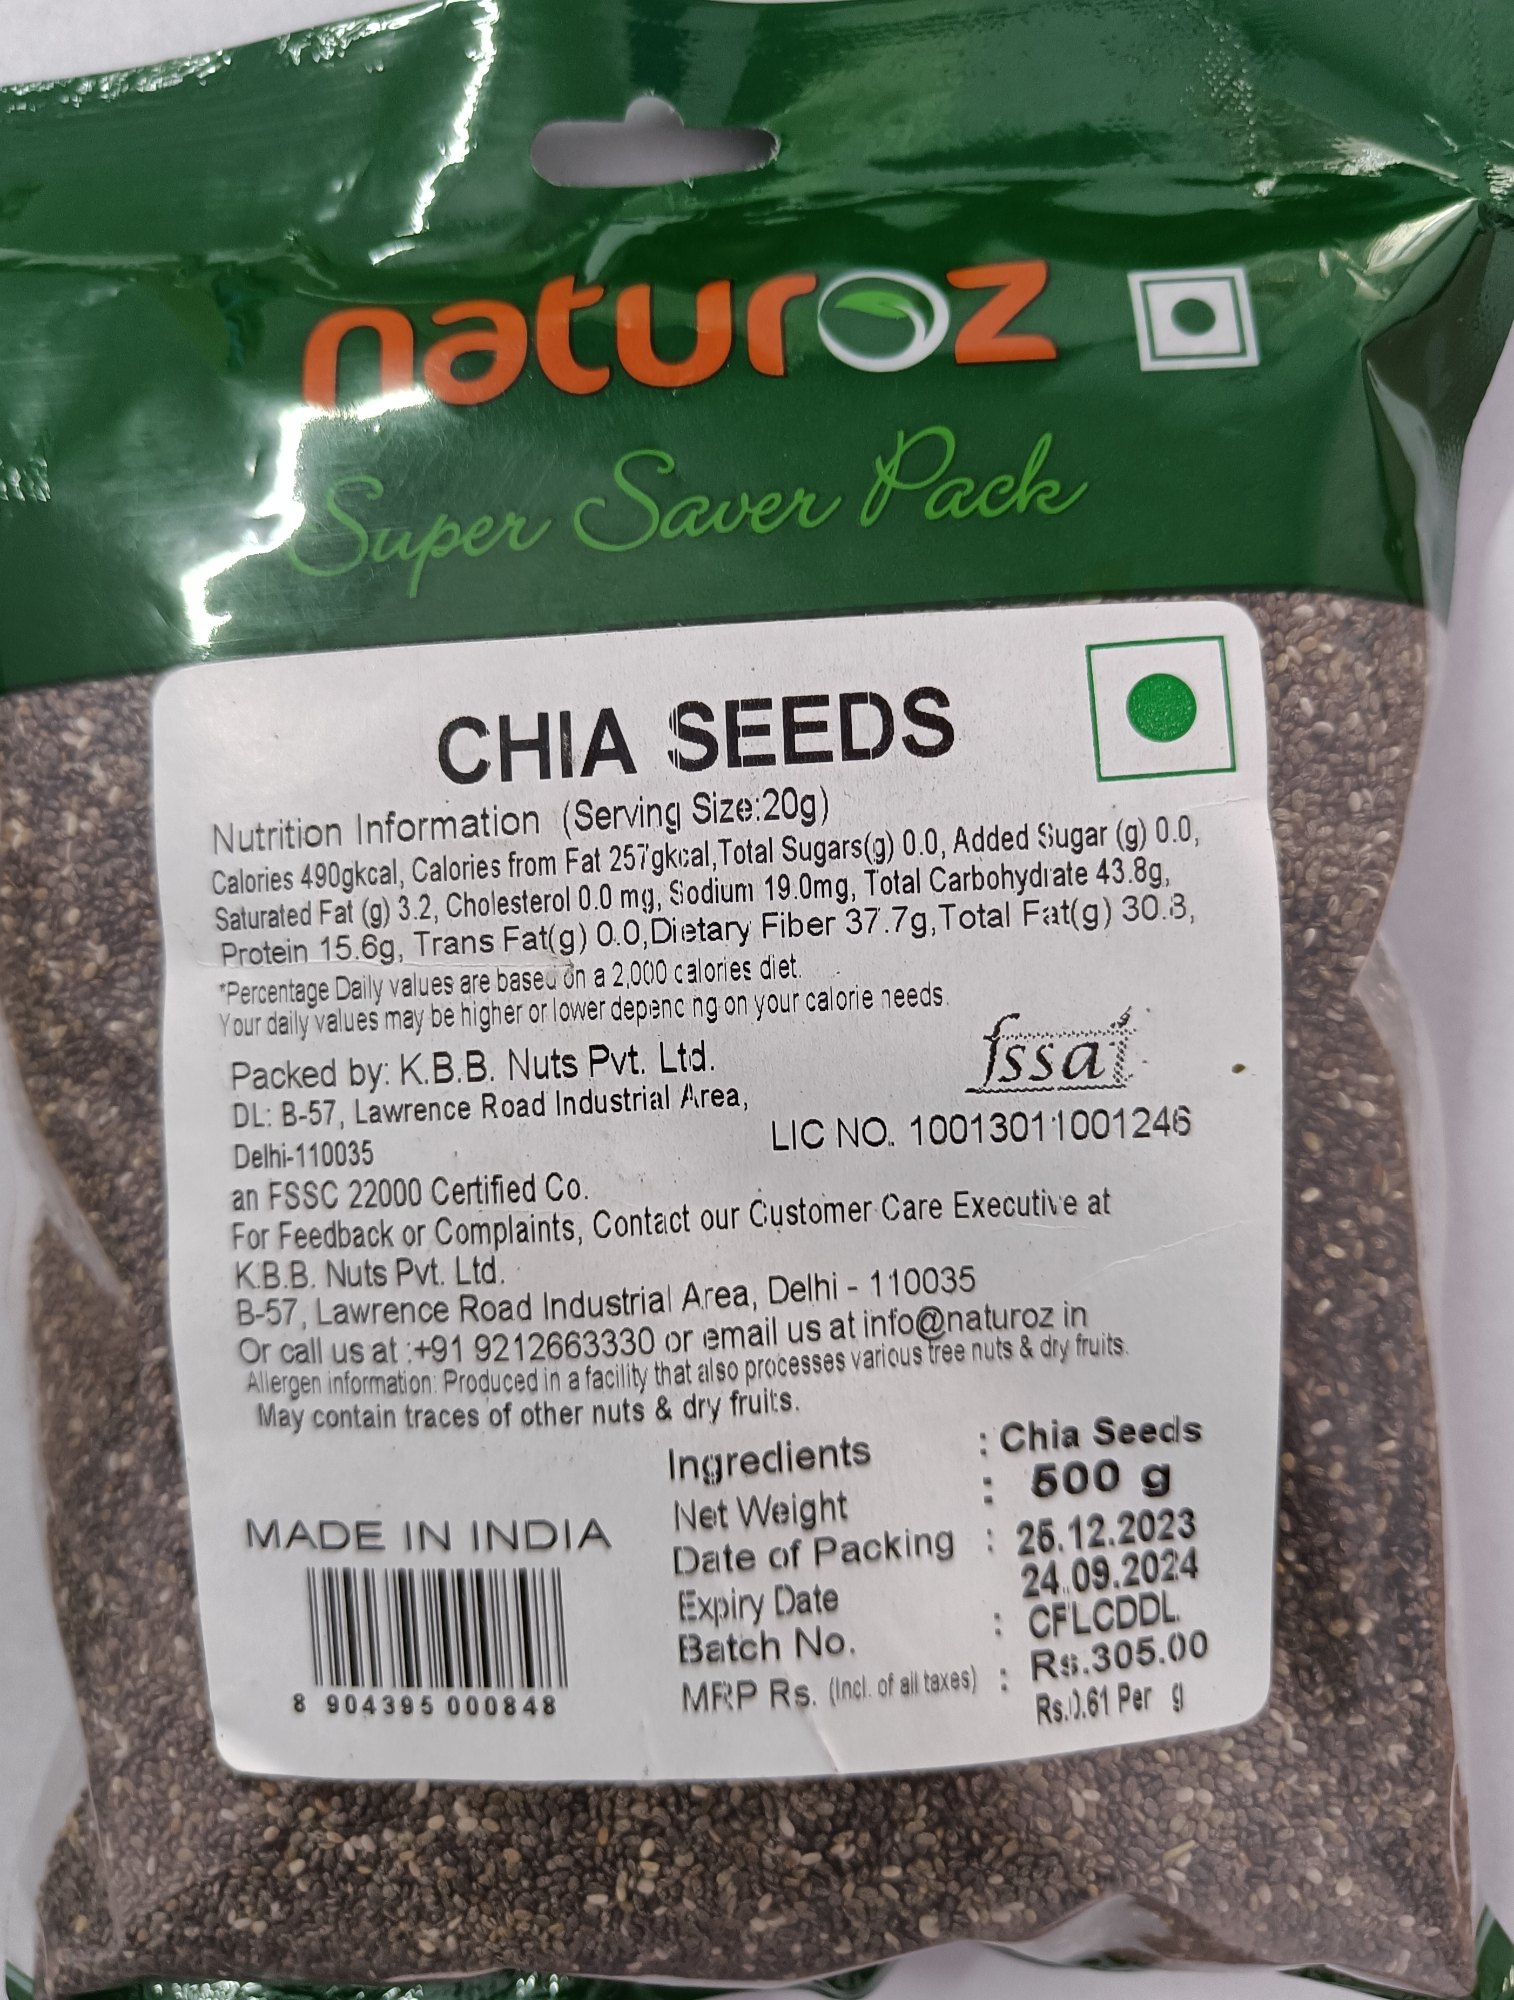 naturoz
Super Saver Pack
CHIA SEEDS
Nutrition Information (Serving Size:20g)
Calories 490gkcal, Calories from Fat 257gkcal, Total Sugars(g) 0.0, Added Sugar (g) 0.0,
Saturated Fat (g) 3.2, Cholesterol 0.0 mg, Sodium 19.0mg, Total Carbohydrate 43.8g,
Protein 15.6g, Trans Fat(g) 0.0, Dietary Fiber 37.7g, Total Fat(g) 30.8,
*Percentage Daily values are based on a 2,000 calories diet.
Your daily values may be higher or lower depending on your calorie needs.
Packed by: K.B.B. Nuts Pvt. Ltd.
DL: B-57, Lawrence Road Industrial Area,
Delhi-110035
fssai
LIC NO. 10013011001246
an FSSC 22000 Certified Co.
For Feedback or Complaints, Contact our Customer Care Executive at
K.B.B. Nuts Pvt. Ltd.
B-57, Lawrence Road Industrial Area, Delhi - 110035
Or call us at :+91 9212663330 or email us at info@naturoz in
Allergen information: Produced in a facility that also processes various tree nuts & dry fruits.
May contain traces of other nuts & dry fruits.
Ingredients : Chia Seeds
Net Weight : 500 g
Date of Packing : 26.12.2023
Expiry Date 24.09.2024
Batch No. : CFLCDDL
MRP Rs. (Incl. of all taxes) : Rs.305.00
Rs.0.61 Per g
MADE IN INDIA
8 904395 000848